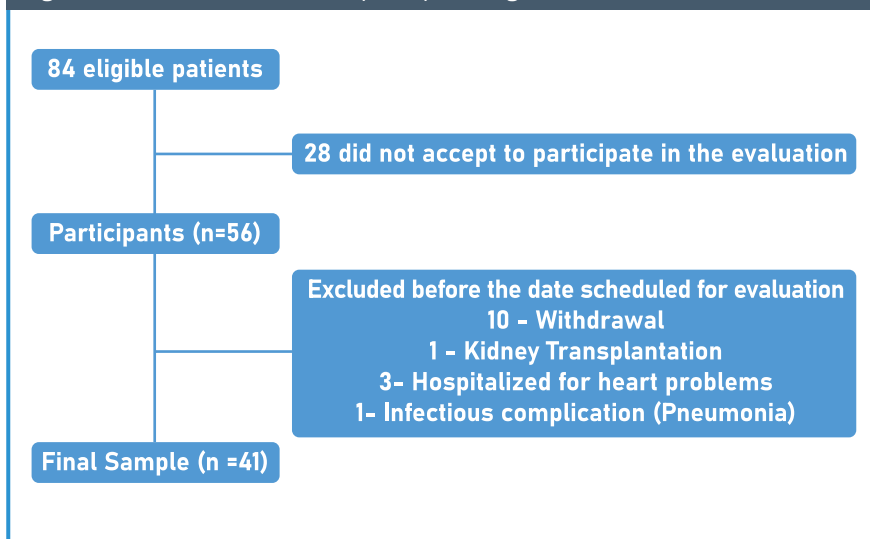 84 eligible patients
28 did not accept to participate in the evaluation
Participants (n=56)
Excluded before the date scheduled for evaluation
10 - Withdrawal
1 - Kidney Transplantation
3- Hospitalized for heart problems
1- Infectious complication (Pneumonia)
Final Sample (n =41)